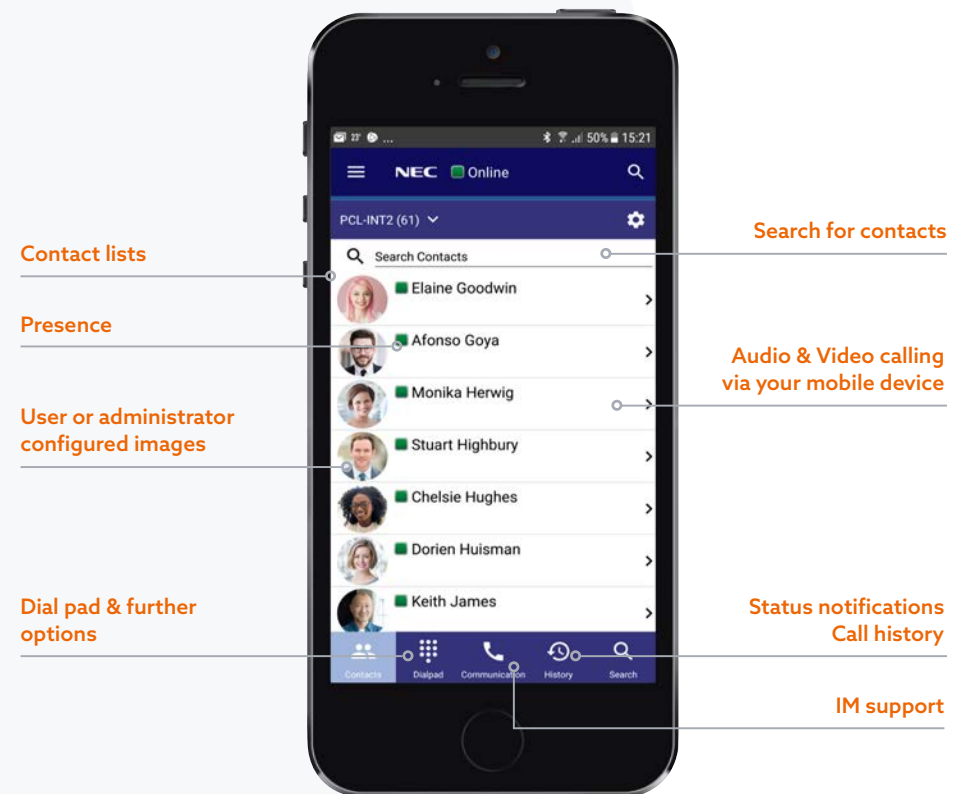 23° ...
50% 15:21
NEC Online
PCL-INT2 (61)
Search Contacts
Elaine Goodwin
Afonso Goya
Monika Herwig
Stuart Highbury
Chelsie Hughes
Dorien Huisman
Keith James
Contacts Dialpad Communication History Search
Contact lists
Presence
User or administrator
configured images
Dial pad & further
options
Search for contacts
Audio & Video calling
via your mobile device
Status notifications
Call history
IM support